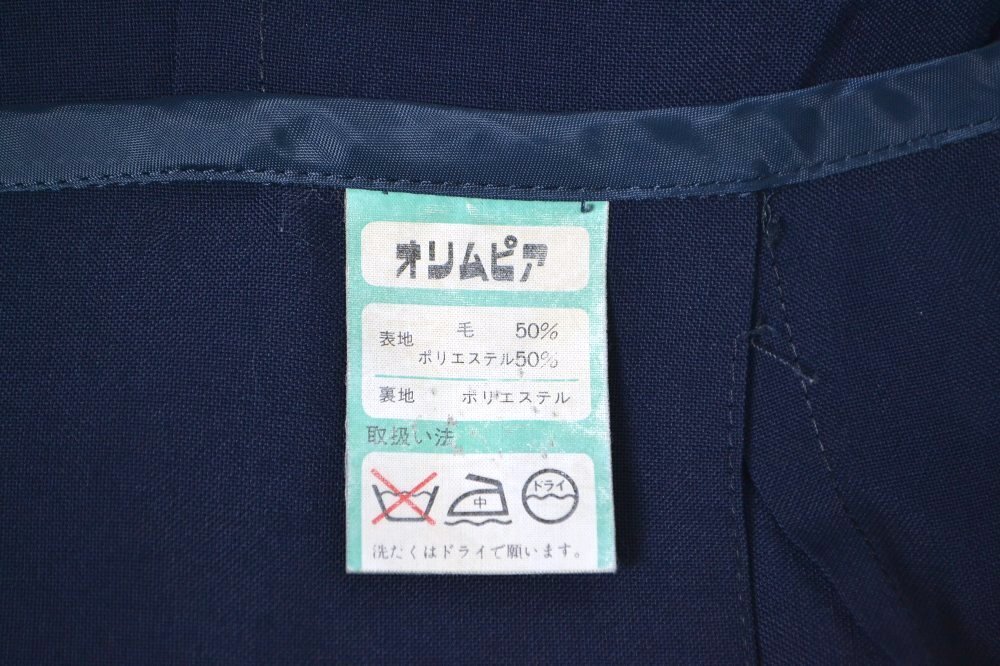 オリムピア
表地 毛 50%
ポリエステル50%
裏地 ポリエステル
取扱い法
中 ドライ
洗たくはドライで願います。